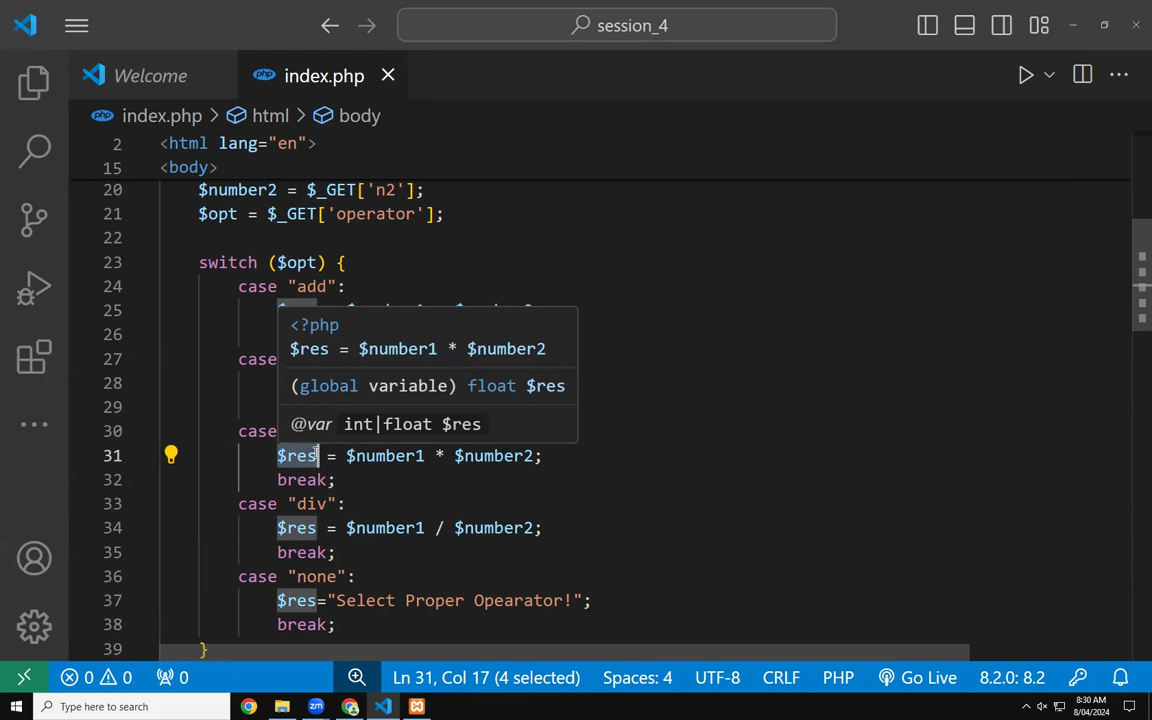 session_4
Welcome
php index.php
php index.php > html > body
2 <html lang="en">
15 <body>
20 $number2 = $_GET['n2'];
21 $opt = $_GET['operator'];
22
23 switch ($opt) {
24 case "add":
25
26
27 case
28
29
30 case
<?php
$res = $number1 * $number2
(global variable) float $res
@var int|float $res
31 $res = $number1 * $number2;
32 break;
33 case "div":
34 $res = $number1 / $number2;
35 break;
36 case "none":
37 $res="Select Proper Opearator!";
38 break;
39 }
0 0 0 Ln 31, Col 17 (4 selected) Spaces: 4 UTF-8 CRLF PHP Go Live 8.2.0: 8.2
Type here to search
zm
8:30 AM
8/04/2024